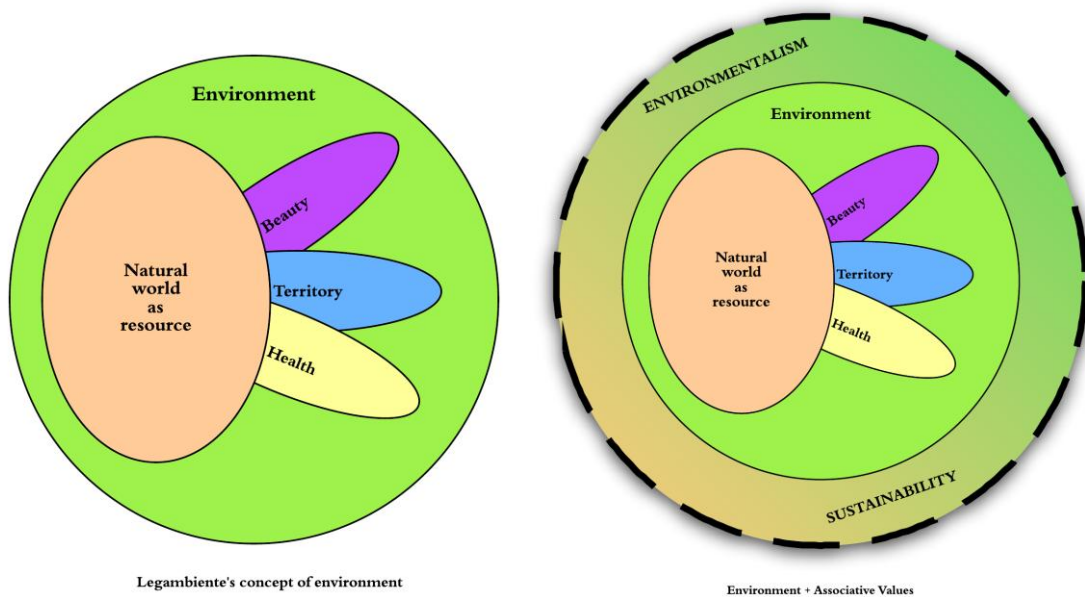 Environment
Beauty
Natural
world
as
resource
Territory
Health
Legambiente's concept of environment
ENVIRONMENTALISM
Environment
Beauty
Natural
world
as
resource
Territory
Health
SUSTAINABILITY
Environment + Associative Values